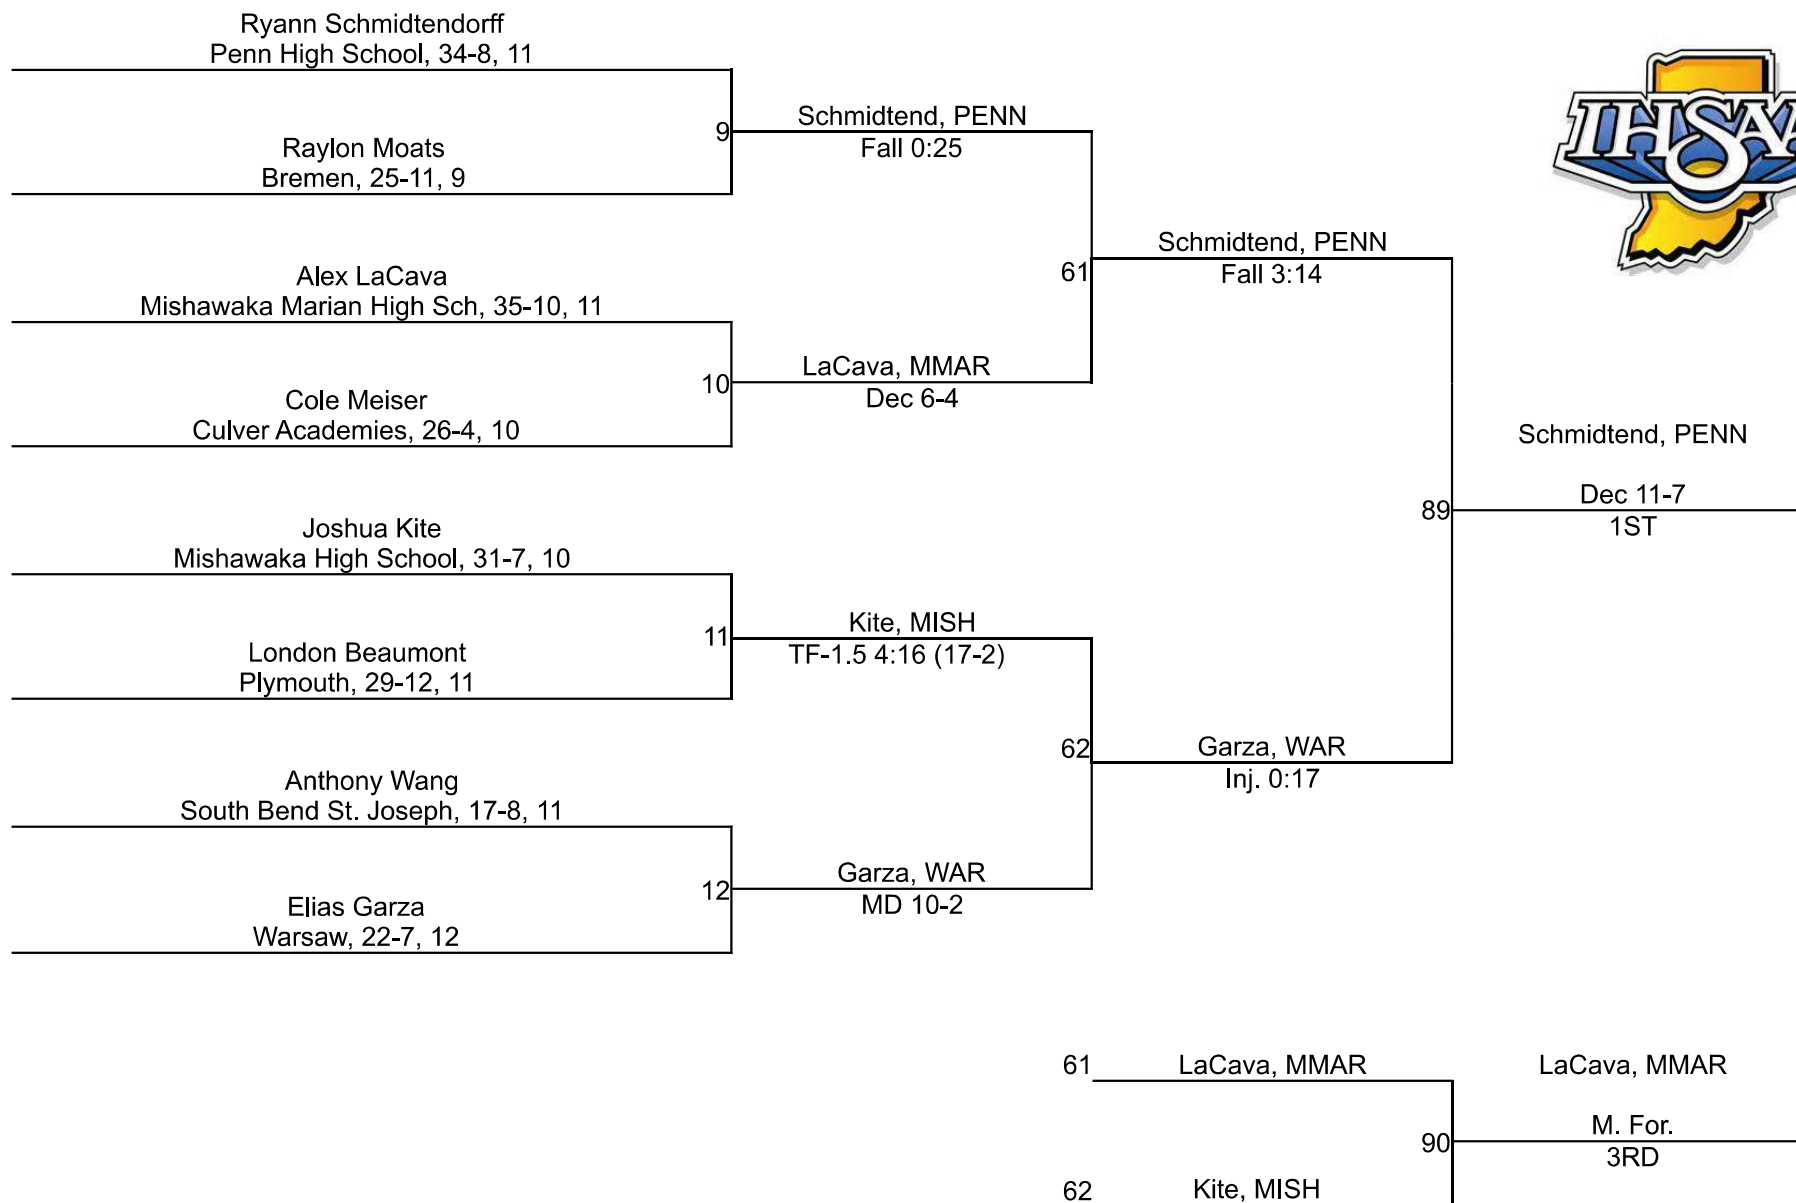 Ryann Schmidtendorff
Penn High School, 34-8, 11
Raylon Moats
Bremen, 25-11, 9
Alex LaCava
Mishawaka Marian High Sch, 35-10, 11
Cole Meiser
Culver Academies, 26-4, 10
Joshua Kite
Mishawaka High School, 31-7, 10
London Beaumont
Plymouth, 29-12, 11
Anthony Wang
South Bend St. Joseph, 17-8, 11
Elias Garza
Warsaw, 22-7, 12
9
Schmidtend, PENN
Fall 0:25
10
LaCava, MMAR
Dec 6-4
11
Kite, MISH
TF-1.5 4:16 (17-2)
12
Garza, WAR
MD 10-2
61
Schmidtend, PENN
Fall 3:14
62
Garza, WAR
Inj. 0:17
89
Schmidtend, PENN
Dec 11-7
1ST
IHSAA
61
LaCava, MMAR
62
Kite, MISH
90
LaCava, MMAR
M. For.
3RD